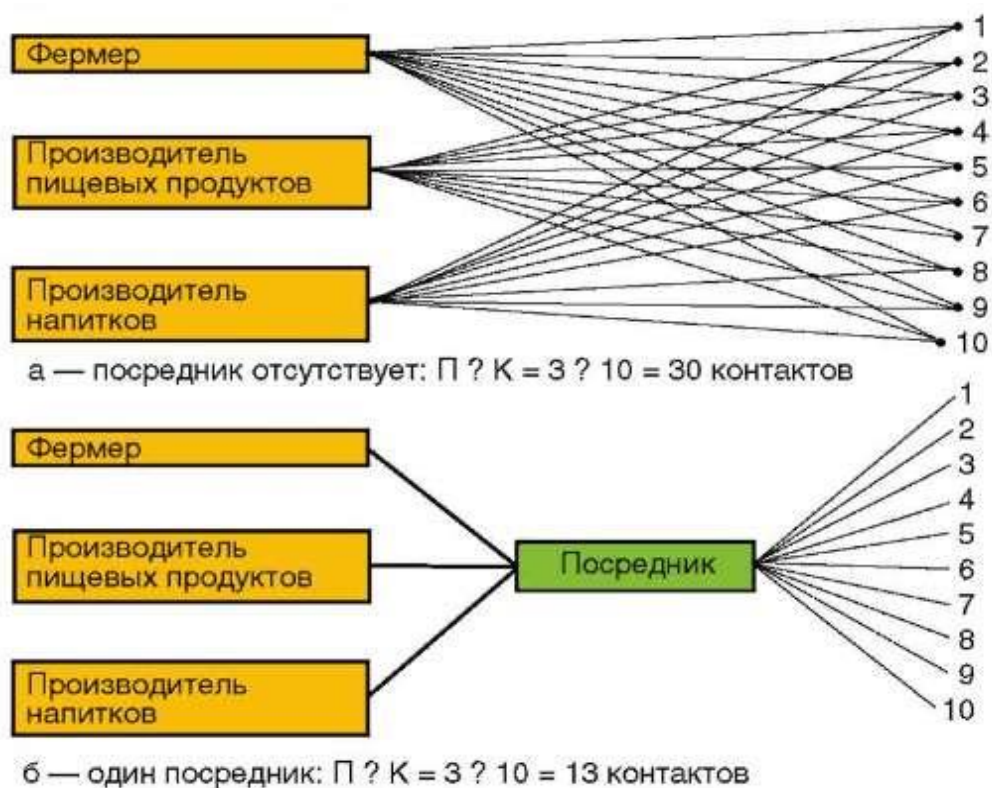 Фермер
Производитель
пищевых продуктов
Производитель
напитков
1
2
3
4
5
6
7
8
9
10
а — посредник отсутствует: П ? К = 3 ? 10 = 30 контактов
Фермер
Производитель
пищевых продуктов
Производитель
напитков
Посредник
1
2
3
4
5
6
7
8
9
10
б — один посредник: П ? К = 3 ? 10 = 13 контактов